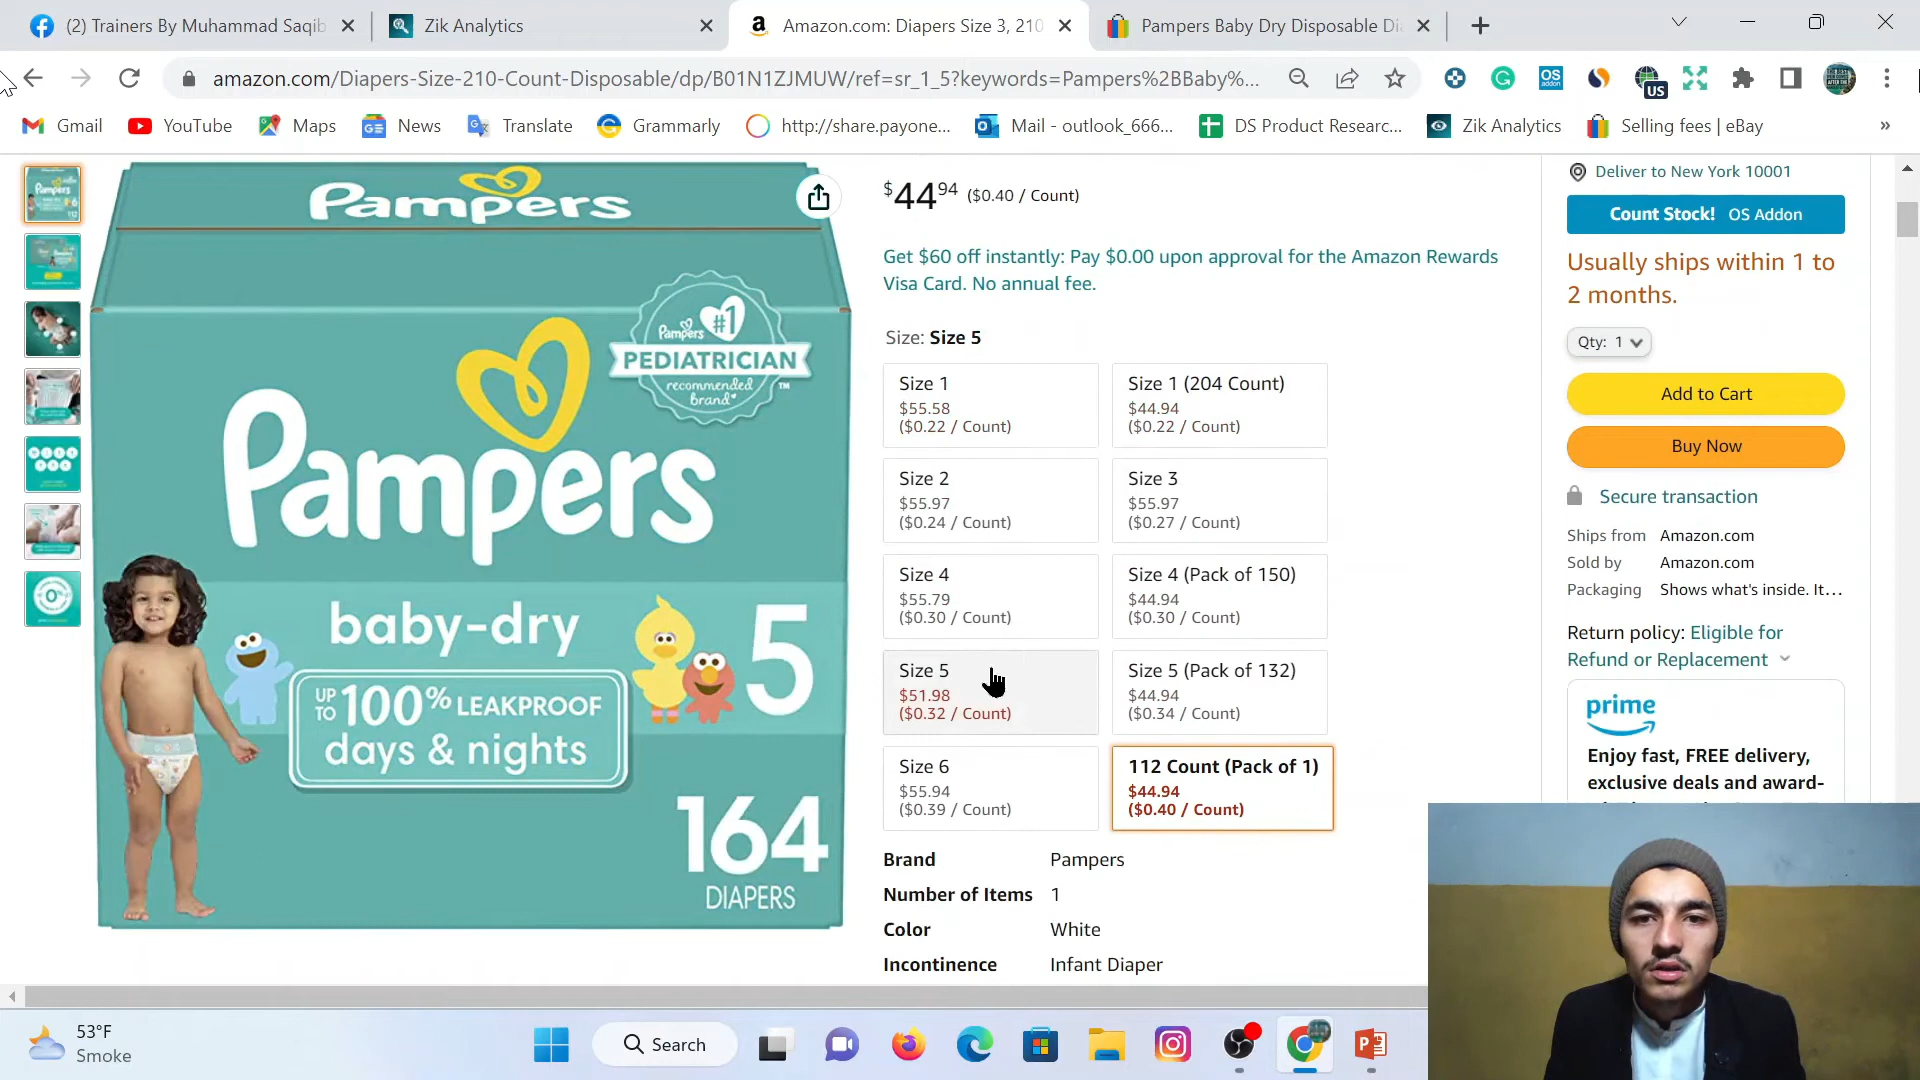 (2) Trainers By Muhammad Saqib
Zik Analytics
Amazon.com: Diapers Size 3, 210
Pampers Baby Dry Disposable Di
amazon.com/Diapers-Size-210-Count-Disposable/dp/B01N1ZJMUW/ref=sr_1_5?keywords=Pampers%2BBaby%...
OS
addon
US
Gmail
YouTube
Maps
News
Translate
Grammarly
http://share.payone...
Mail - outlook_666...
DS Product Researc...
Zik Analytics
Selling fees | eBay
»
Pampers
Pampers #1
PEDIATRICIAN
recommended
brand*
TM
Pampers
baby-dry
5
UP TO 100% LEAKPROOF
days & nights
164
DIAPERS
$44.94 ($0.40 / Count)
Get $60 off instantly: Pay $0.00 upon approval for the Amazon Rewards
Visa Card. No annual fee.
Size: Size 5
Size 1
$55.58
($0.22 / Count)
Size 1 (204 Count)
$44.94
($0.22 / Count)
Size 2
$55.97
($0.24 / Count)
Size 3
$55.97
($0.27 / Count)
Size 4
$55.79
($0.30 / Count)
Size 4 (Pack of 150)
$44.94
($0.30 / Count)
Size 5
$51.98
($0.32 / Count)
Size 5 (Pack of 132)
$44.94
($0.34 / Count)
Size 6
$55.94
($0.39 / Count)
112 Count (Pack of 1)
$44.94
($0.40 / Count)
Brand Pampers
Number of Items 1
Color White
Incontinence Infant Diaper
Deliver to New York 10001
Count Stock! OS Addon
Usually ships within 1 to
2 months.
Qty: 1
Add to Cart
Buy Now
Secure transaction
Ships from Amazon.com
Sold by Amazon.com
Packaging Shows what's inside. It...
Return policy: Eligible for
Refund or Replacement
prime
Enjoy fast, FREE delivery,
exclusive deals and award-
53°F
Smoke
Search